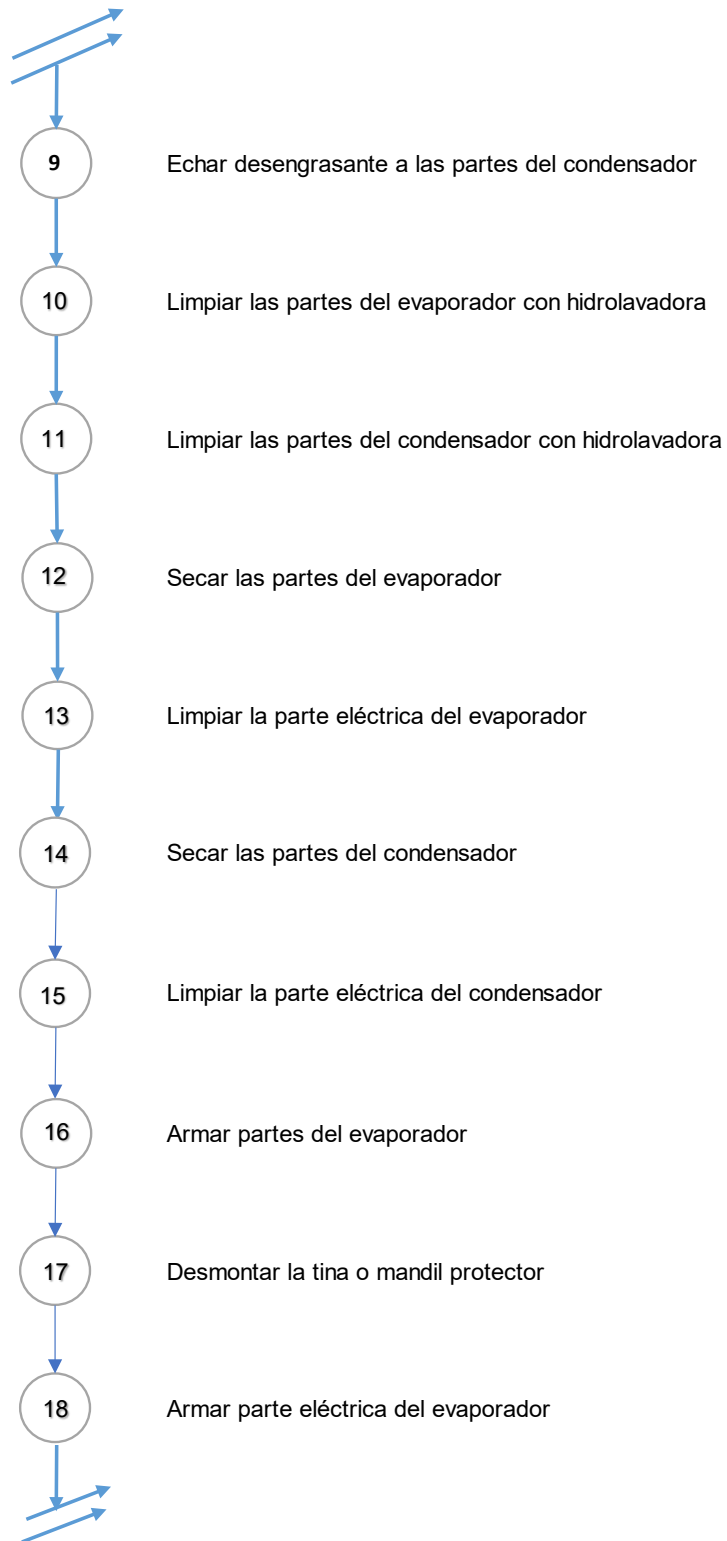 9 Echar desengrasante a las partes del condensador
10 Limpiar las partes del evaporador con hidrolavadora
11 Limpiar las partes del condensador con hidrolavadora
12 Secar las partes del evaporador
13 Limpiar la parte eléctrica del evaporador
14 Secar las partes del condensador
15 Limpiar la parte eléctrica del condensador
16 Armar partes del evaporador
17 Desmontar la tina o mandil protector
18 Armar parte eléctrica del evaporador